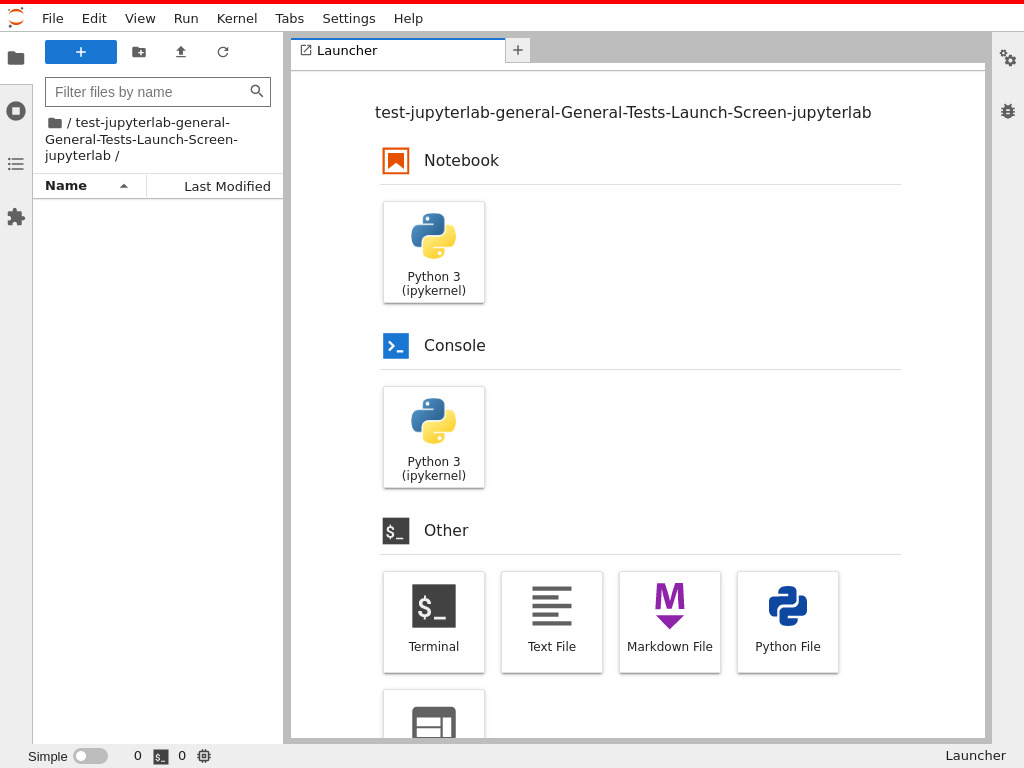 File Edit View Run Kernel Tabs Settings Help
Launcher
Filter files by name
/ test-jupyterlab-general-
General-Tests-Launch-Screen-
jupyterlab /
Name Last Modified
test-jupyterlab-general-General-Tests-Launch-Screen-jupyterlab
Notebook
Python 3
(ipykernel)
Console
Python 3
(ipykernel)
$_ Other
$_
Terminal
Text File
M
Markdown File
Python File
Simple 0 $_ 0 Launcher